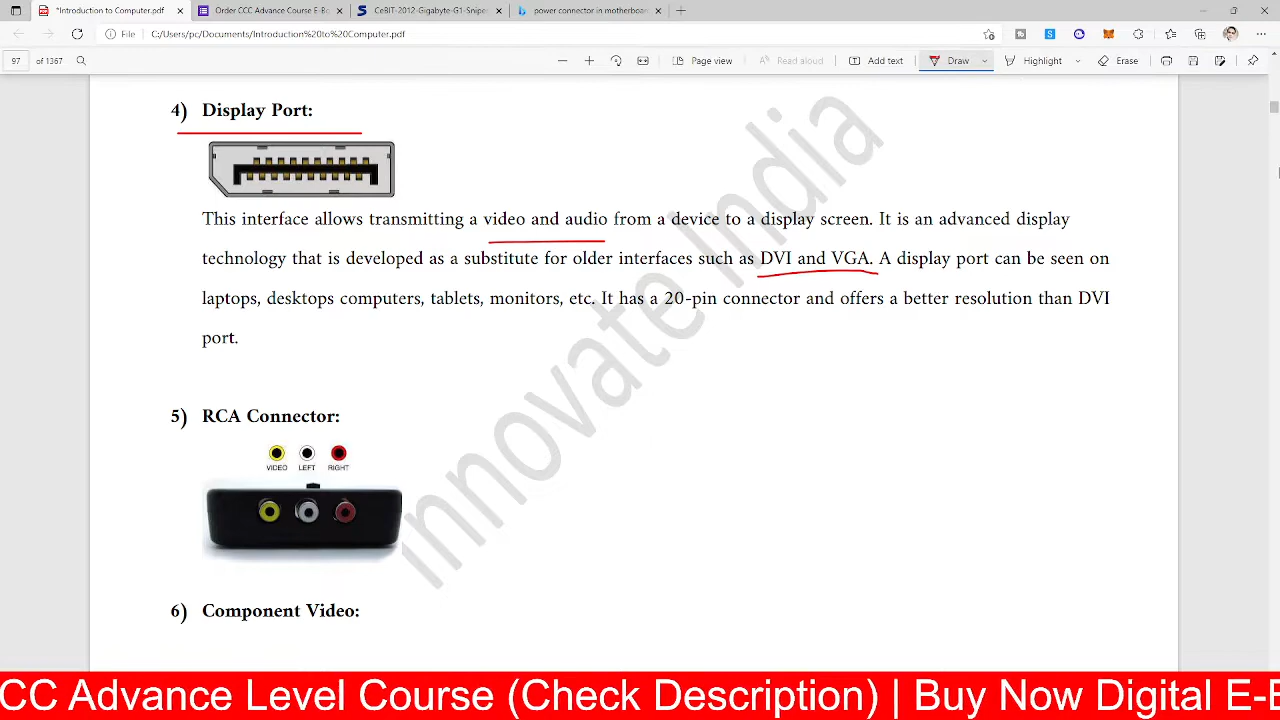 *Introduction to Computer.pdf
Order CCC Advance Course E-Bo
CeBIT-2012-Gigabyte-G1-Sniper
power connector in motherboard
File C:/Users/pc/Documents/Introduction%20to%20Computer.pdf
97 of 1367 Page view Read aloud Add text Draw Highlight Erase
4) Display Port:
This interface allows transmitting a video and audio from a device to a display screen. It is an advanced display
technology that is developed as a substitute for older interfaces such as DVI and VGA. A display port can be seen on
laptops, desktops computers, tablets, monitors, etc. It has a 20-pin connector and offers a better resolution than DVI
port.
5) RCA Connector:
VIDEO LEFT RIGHT
6) Component Video:
innovate India
CC Advance Level Course (Check Description) | Buy Now Digital E-B